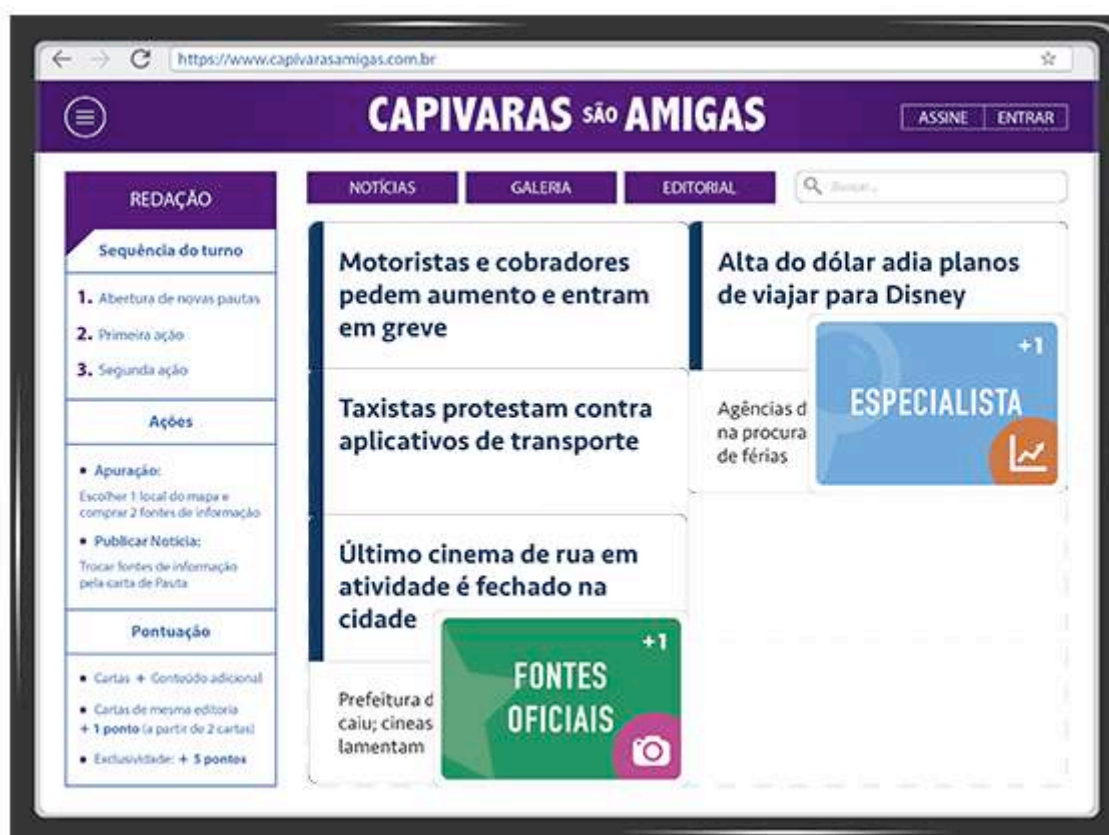 https://www.capivarasamigas.com.br
CAPIVARAS SÃO AMIGAS
ASSINE ENTRAR
REDAÇÃO
Sequência do turno
1. Abertura de novas pautas
2. Primeira ação
3. Segunda ação
Ações
• Apuração:
Escolher 1 local do mapa e
comprar 2 fontes de informação
• Publicar Notícia:
Trocar fontes de informação
pela carta de Pauta
Pontuação
• Cartas + Conteúdo adicional
• Cartas de mesma editoria
+ 1 ponto (a partir de 2 cartas)
• Exclusividade: + 5 pontos
NOTÍCIAS GALERIA EDITORIAL
Buscar...
Motoristas e cobradores
pedem aumento e entram
em greve
Taxistas protestam contra
aplicativos de transporte
Último cinema de rua em
atividade é fechado na
cidade
Prefeitura d
caiu; cineas
lamentam
+1
FONTES
OFICIAIS
Alta do dólar adia planos
de viajar para Disney
Agências d
na procura
de férias
+1
ESPECIALISTA